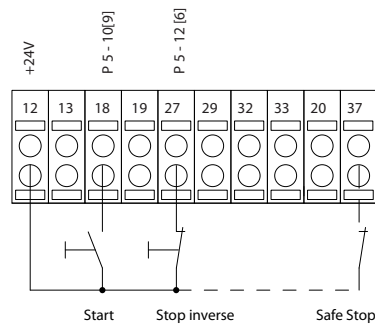 +24V
P 5 - 10[9]
P 5 - 12 [6]
12 13 18 19 27 29 32 33 20 37
Start Stop inverse Safe Stop